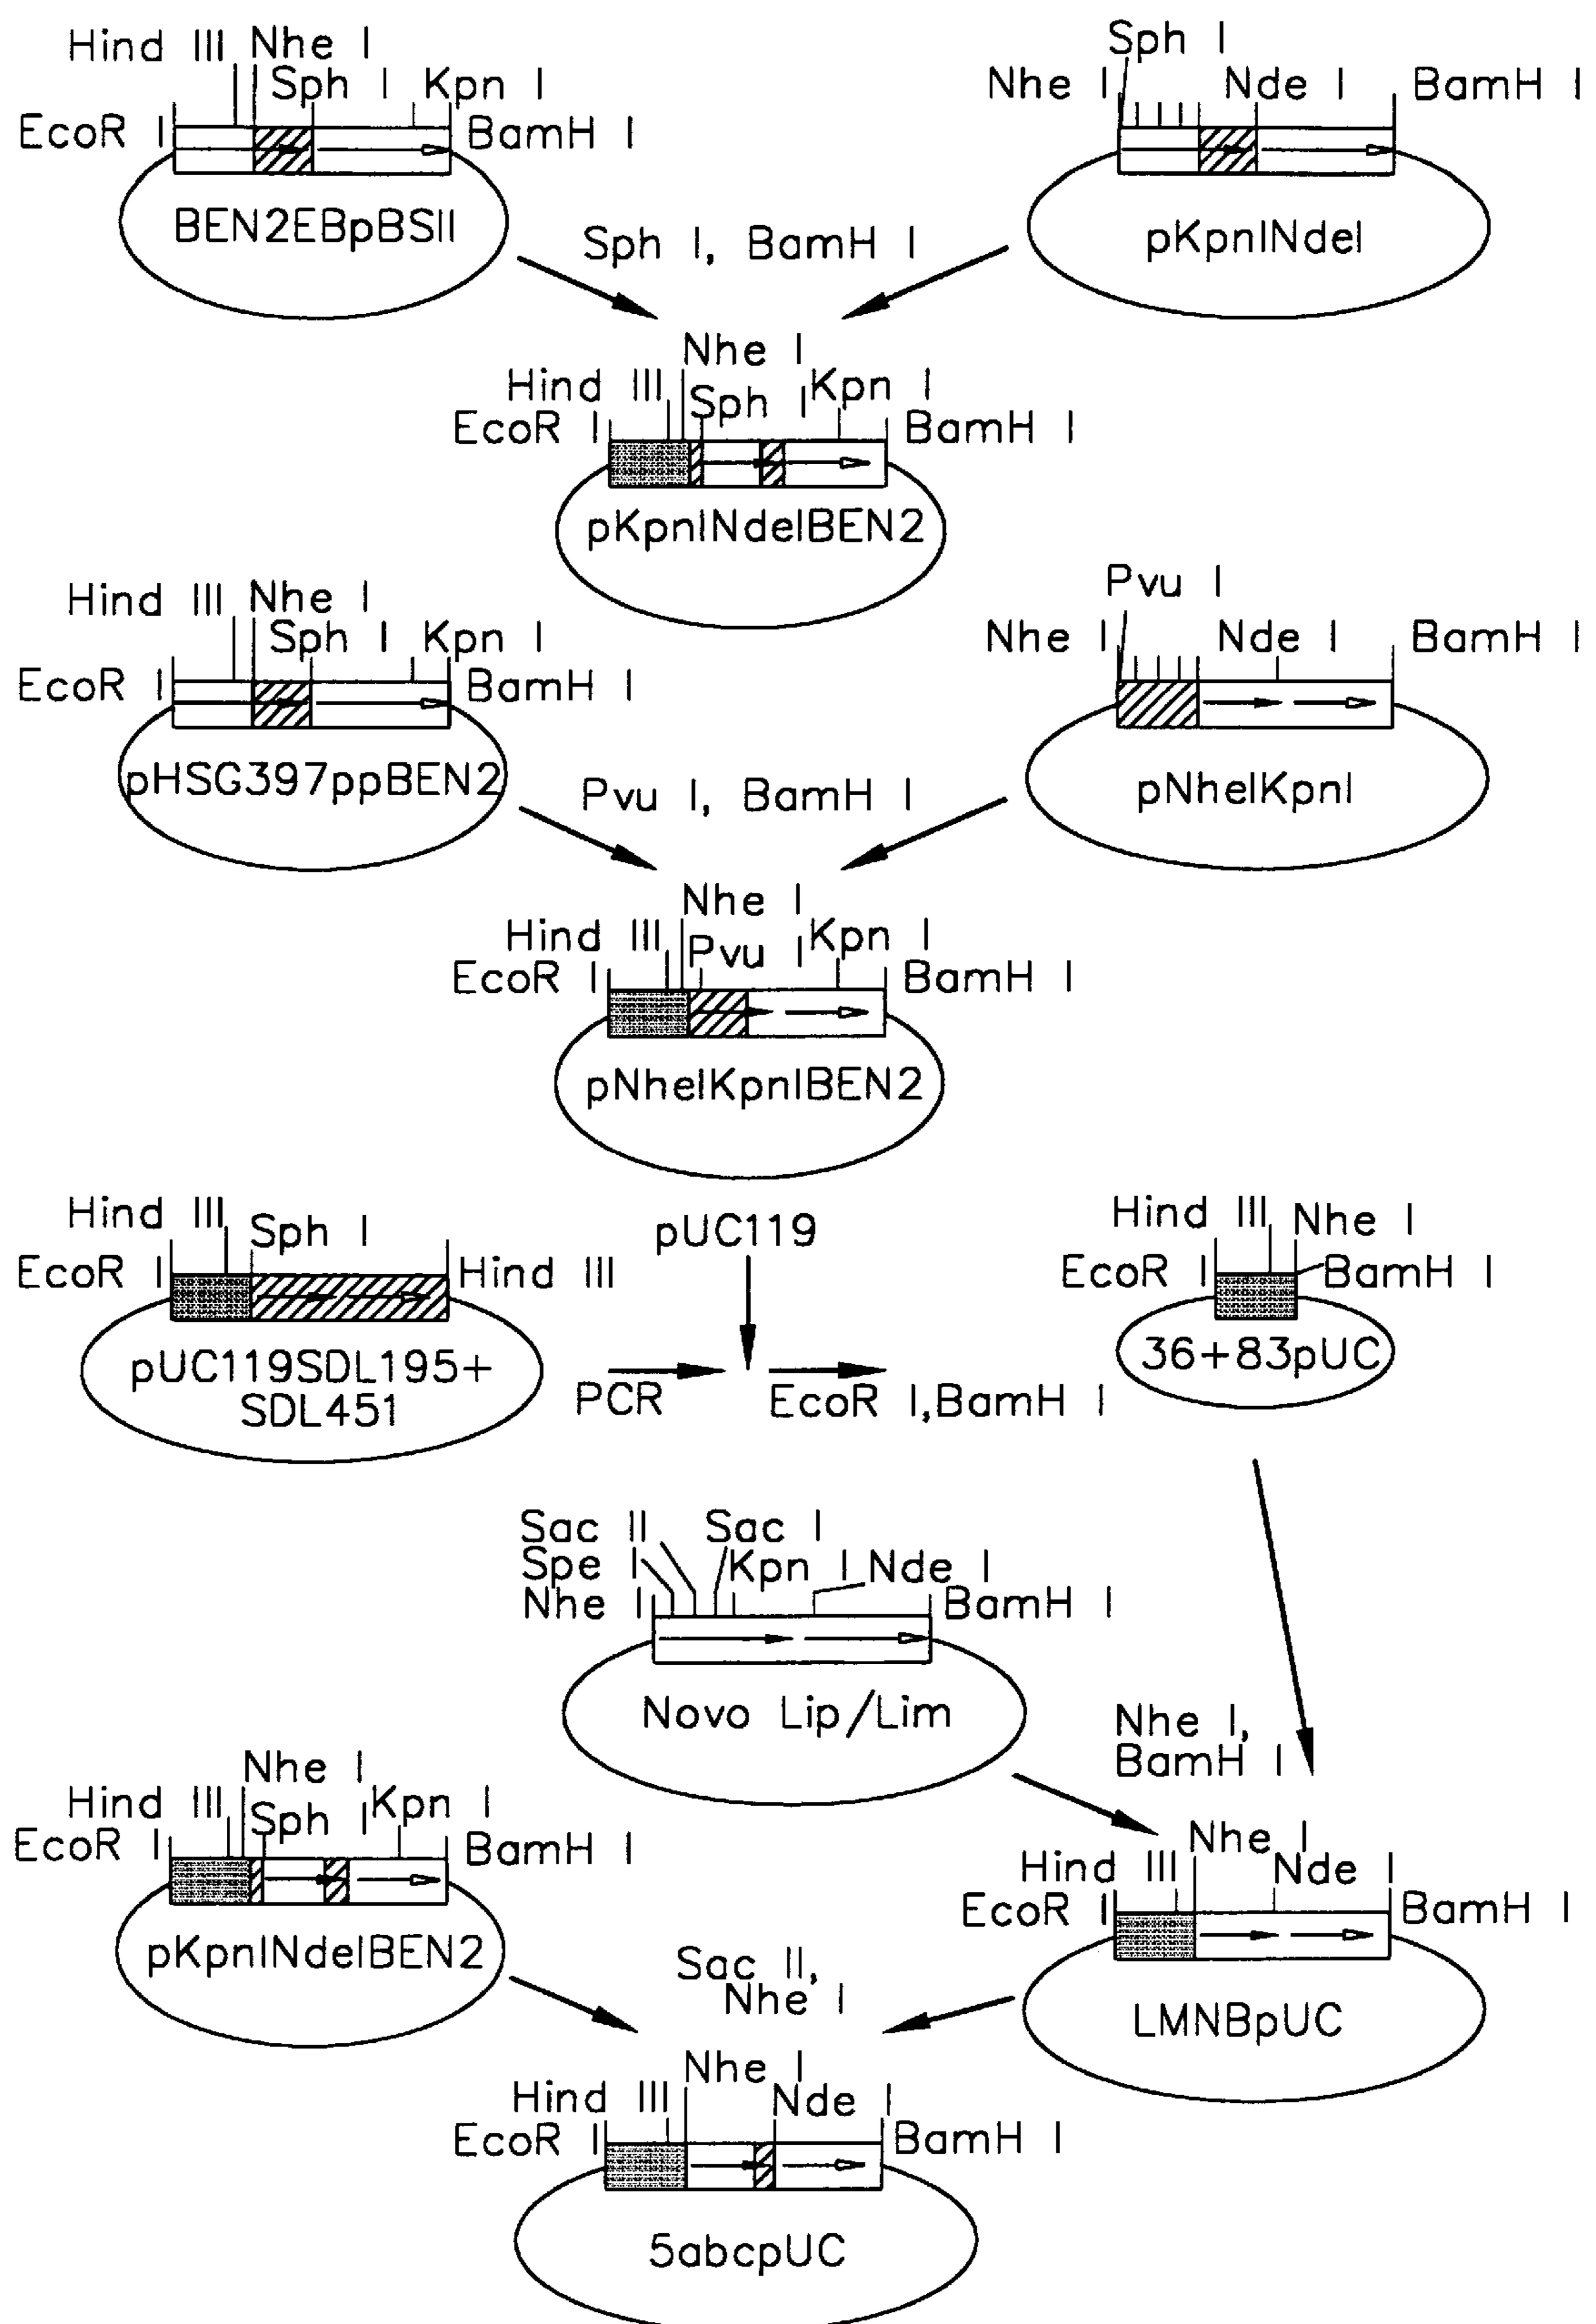 Hind III Nhe I
Sph I Kpn I
EcoR I
BamH I
BEN2EBpBSII
Sph I
Nhe I
Nde I
BamH I
pKpnINdeI
Sph I, BamH I
Nhe I
Hind III
Kpn I
Sph I
EcoR I
BamH I
pKpnINdeIBEN2
Hind III Nhe I
Sph I Kpn I
EcoR I
BamH I
pHSG397ppBEN2
Pvu I
Nhe I
Nde I
BamH I
pNheIKpnI
Pvu I, BamH I
Nhe I
Hind III
Kpn I
Pvu I
EcoR I
BamH I
pNheIKpnIBEN2
Hind III
Sph I
EcoR I
Hind III
pUC119SDL195+
SDL451
pUC119
PCR
EcoR I,BamH I
Hind III
Nhe I
EcoR I
BamH I
36+83pUC
Sac II
Sac I
Spe I
Kpn I
Nde I
Nhe I
BamH I
Novo Lip/Lim
Nhe I,
BamH I
Nhe I
Hind III
Kpn I
Sph I
EcoR I
BamH I
pKpnINdeIBEN2
Sac II,
Nhe I
Nhe I
Hind III
Nde I
EcoR I
BamH I
LMNBpUC
Nhe I
Hind III
Nde I
EcoR I
BamH I
5abcpUC